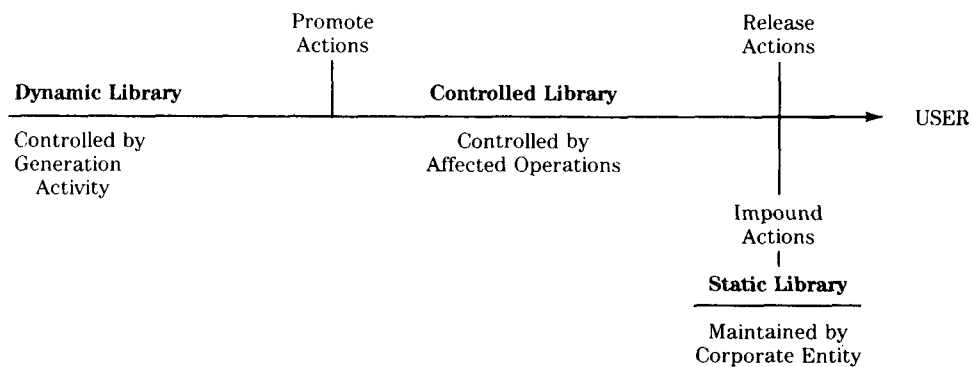 Promote
Actions
Release
Actions
Dynamic Library
Controlled Library
USER
Controlled by
Generation
Activity
Controlled by
Affected Operations
Impound
Actions
Static Library
Maintained by
Corporate Entity